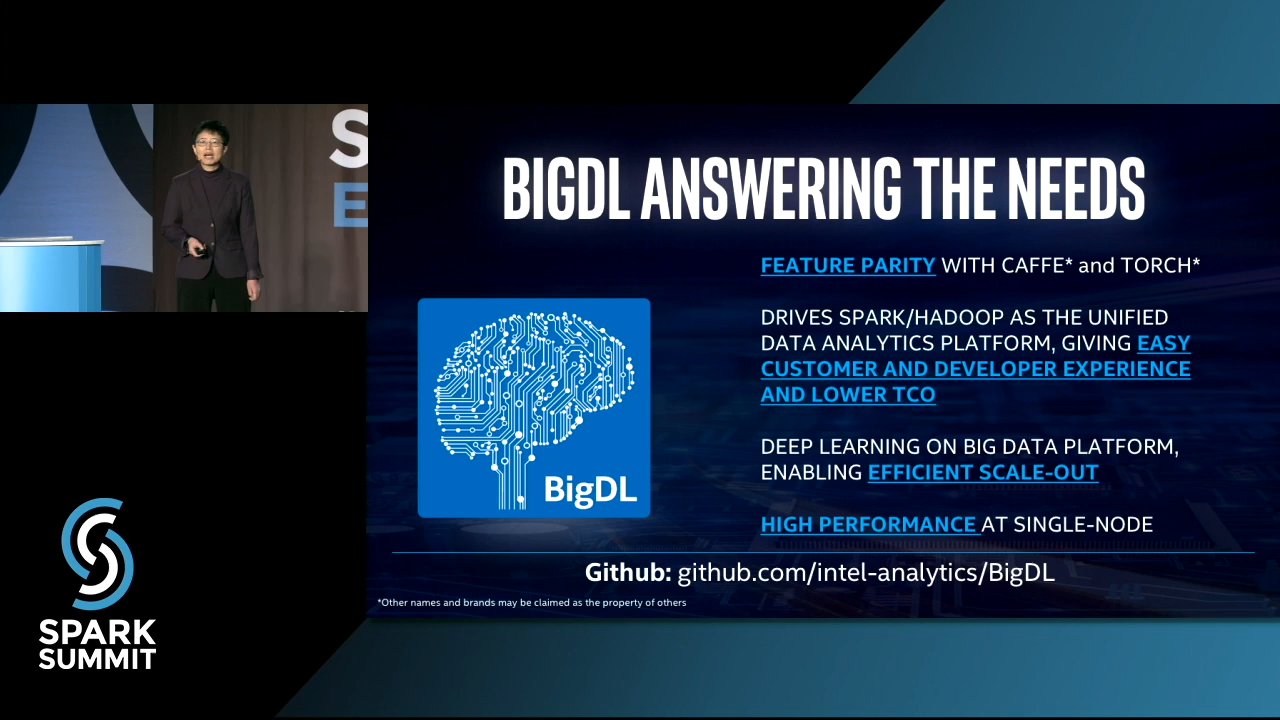 S
E
BIGDL ANSWERING THE NEEDS
FEATURE PARITY WITH CAFFE* and TORCH*
DRIVES SPARK/HADOOP AS THE UNIFIED
DATA ANALYTICS PLATFORM, GIVING EASY
CUSTOMER AND DEVELOPER EXPERIENCE
AND LOWER TCO
DEEP LEARNING ON BIG DATA PLATFORM,
ENABLING EFFICIENT SCALE-OUT
HIGH PERFORMANCE AT SINGLE-NODE
BigDL
Github: github.com/intel-analytics/BigDL
*Other names and brands may be claimed as the property of others
SPARK
SUMMIT